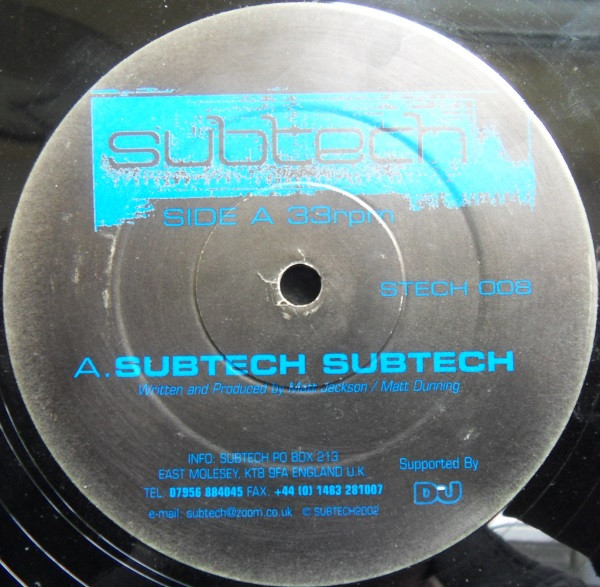 subtech
SIDE A 33rpm
STECH 008
A. SUBTECH SUBTECH
Written and Produced by Matt Jackson / Matt Dunning.
INFO: SUBTECH PO BOX 213
EAST MOLESEY, KT8 9FA ENGLAND U.K
TEL. 07956 884045 FAX. +44 (0) 1483 281007
e-mail: subtech@zoom.co.uk © SUBTECH2002
Supported By
DJ